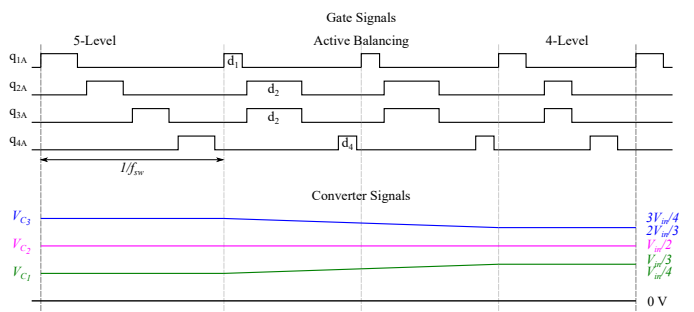 Gate Signals
5-Level Active Balancing 4-Level
q1A d1
q2A d2
q3A d2
q4A d4
1/fsw
Converter Signals
VC3 3Vin/4
2Vin/3
VC2 Vin/2
VC1 Vin/3
Vin/4
0 V